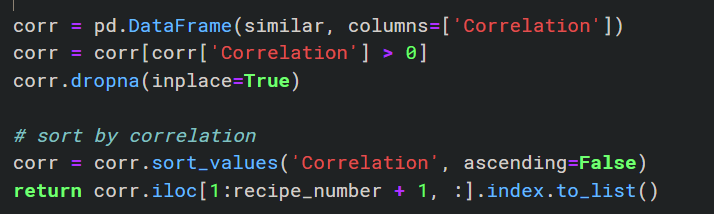 corr = pd.DataFrame(similar, columns=['Correlation'])
corr = corr[corr['Correlation'] > 0]
corr.dropna(inplace=True)
# sort by correlation
corr = corr.sort_values('Correlation', ascending=False)
return corr.iloc[1:recipe_number + 1, :].index.to_list()